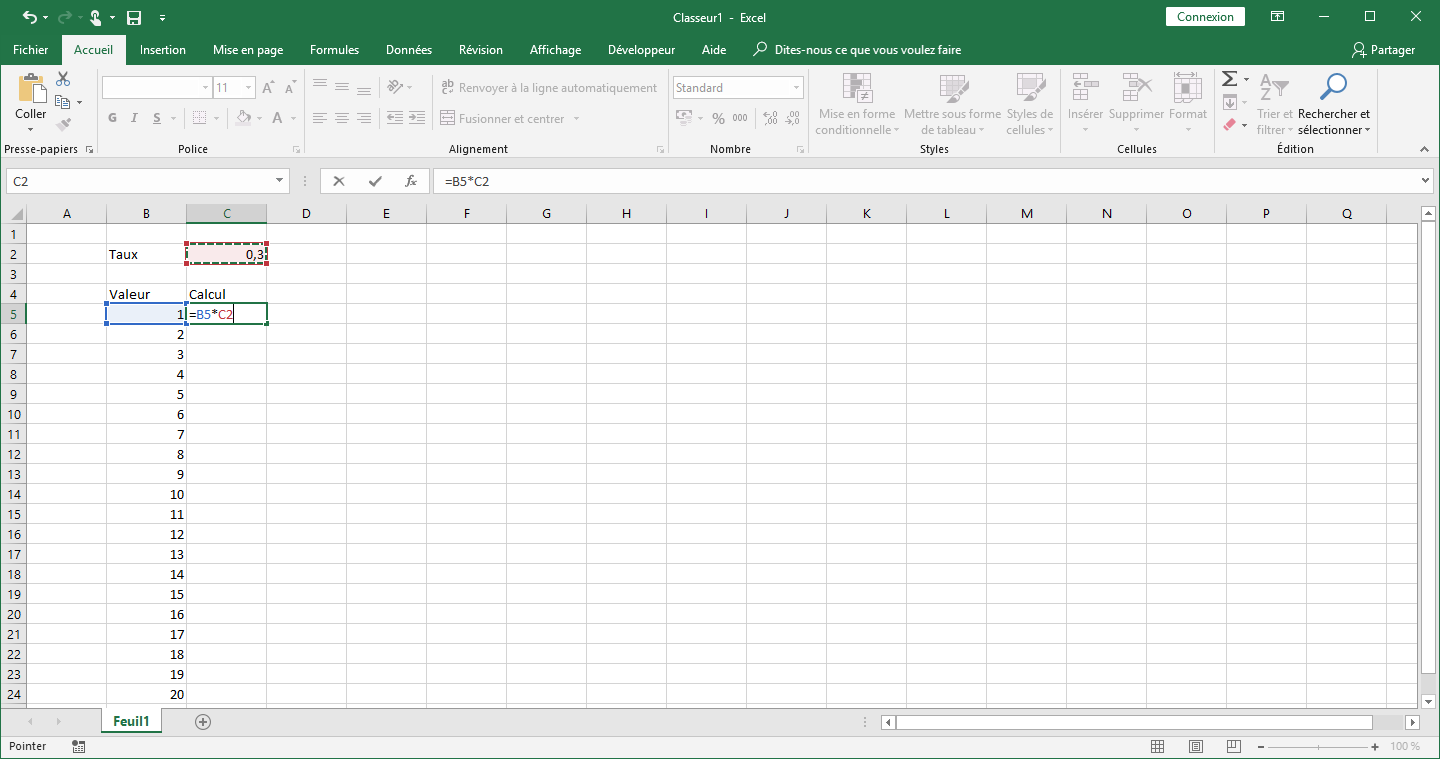 Classeur1 - Excel
Connexion
Fichier Accueil Insertion Mise en page Formules Données Révision Affichage Développeur Aide Dites-nous ce que vous voulez faire Partager
Coller
Presse-papiers
11
G I S A
Police
ab Renvoyer à la ligne automatiquement
Fusionner et centrer
Alignement
Standard
% 000 ,00
Nombre
Mise en forme
conditionnelle
Mettre sous forme
de tableau
Styles de
cellules
Styles
Insérer Supprimer Format
Cellules
Trier et
filtrer
Rechercher et
sélectionner
Édition
C2 fx =B5*C2
A B C D E F G H I J K L M N O P Q
1
2 Taux 0,3
3
4 Valeur Calcul
5 1 =B5*C2
6 2
7 3
8 4
9 5
10 6
11 7
12 8
13 9
14 10
15 11
16 12
17 13
18 14
19 15
20 16
21 17
22 18
23 19
24 20
Feuil1
Pointer 100 %